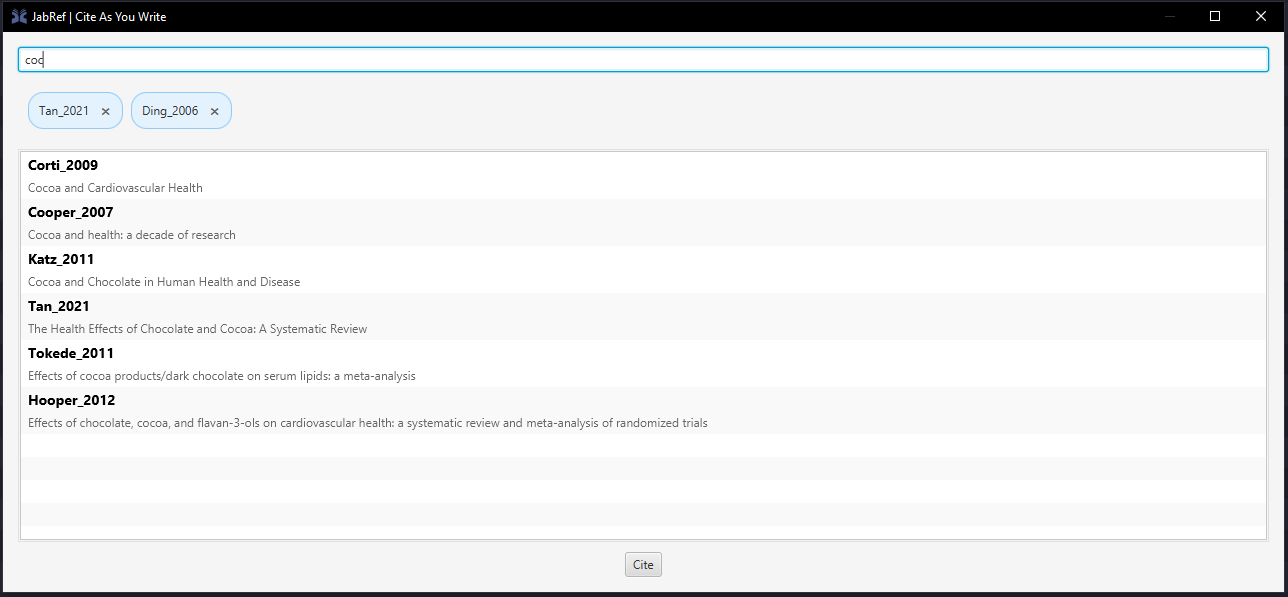 JabRef | Cite As You Write
coc
Tan_2021 × Ding_2006 ×
Corti_2009
Cocoa and Cardiovascular Health
Cooper_2007
Cocoa and health: a decade of research
Katz_2011
Cocoa and Chocolate in Human Health and Disease
Tan_2021
The Health Effects of Chocolate and Cocoa: A Systematic Review
Tokede_2011
Effects of cocoa products/dark chocolate on serum lipids: a meta-analysis
Hooper_2012
Effects of chocolate, cocoa, and flavan-3-ols on cardiovascular health: a systematic review and meta-analysis of randomized trials
Cite